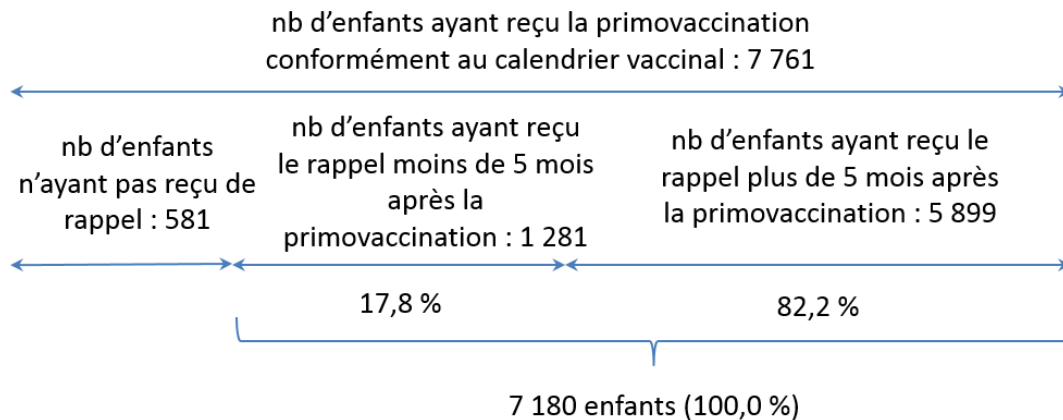 nb d’enfants ayant reçu la primovaccination
conformément au calendrier vaccinal : 7 761
nb d’enfants
n’ayant pas reçu de
rappel : 581
nb d’enfants ayant reçu
le rappel moins de 5 mois
après la
primovaccination : 1 281
nb d’enfants ayant reçu le
rappel plus de 5 mois après
la primovaccination : 5 899
17,8 %
82,2 %
7 180 enfants (100,0 %)